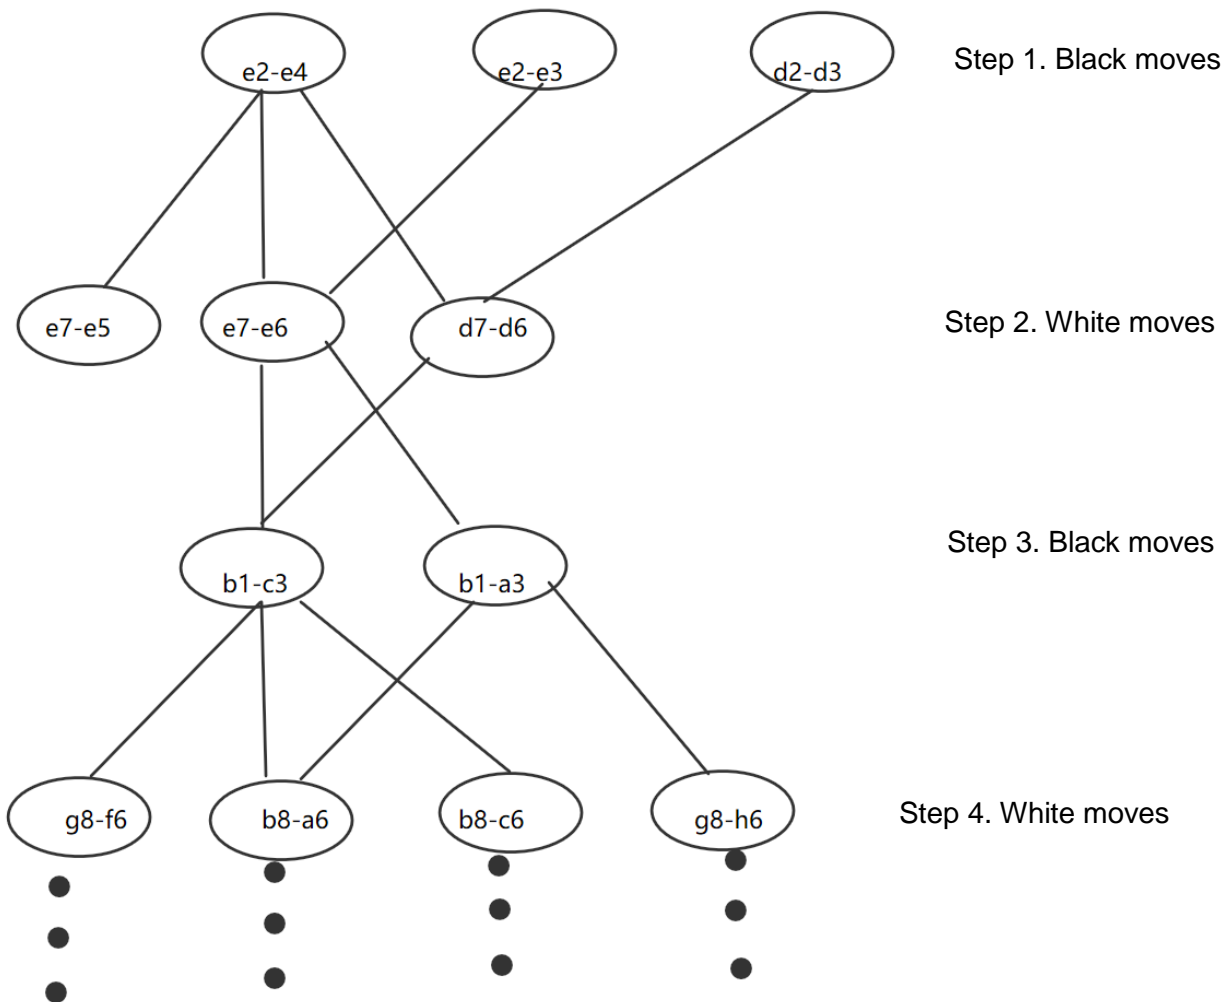 e2-e4
e2-e3
d2-d3
Step 1. Black moves
e7-e5
e7-e6
d7-d6
Step 2. White moves
b1-c3
b1-a3
Step 3. Black moves
g8-f6
b8-a6
b8-c6
g8-h6
Step 4. White moves